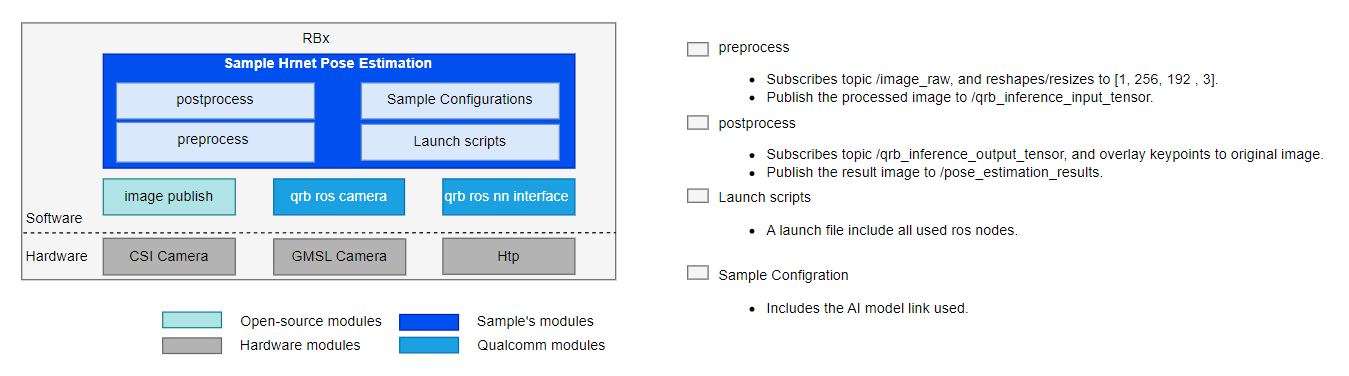 RBx
Sample Hrnet Pose Estimation
postprocess
Sample Configurations
preprocess
Launch scripts
image publish
qrb ros camera
qrb ros nn interface
Software
Hardware
CSI Camera
GMSL Camera
Htp
Open-source modules
Sample's modules
Hardware modules
Qualcomm modules
preprocess
• Subscribes topic /image_raw, and reshapes/resizes to [1, 256, 192 , 3].
• Publish the processed image to /qrb_inference_input_tensor.
postprocess
• Subscribes topic /qrb_inference_output_tensor, and overlay keypoints to original image.
• Publish the result image to /pose_estimation_results.
Launch scripts
• A launch file include all used ros nodes.
Sample Configration
• Includes the AI model link used.